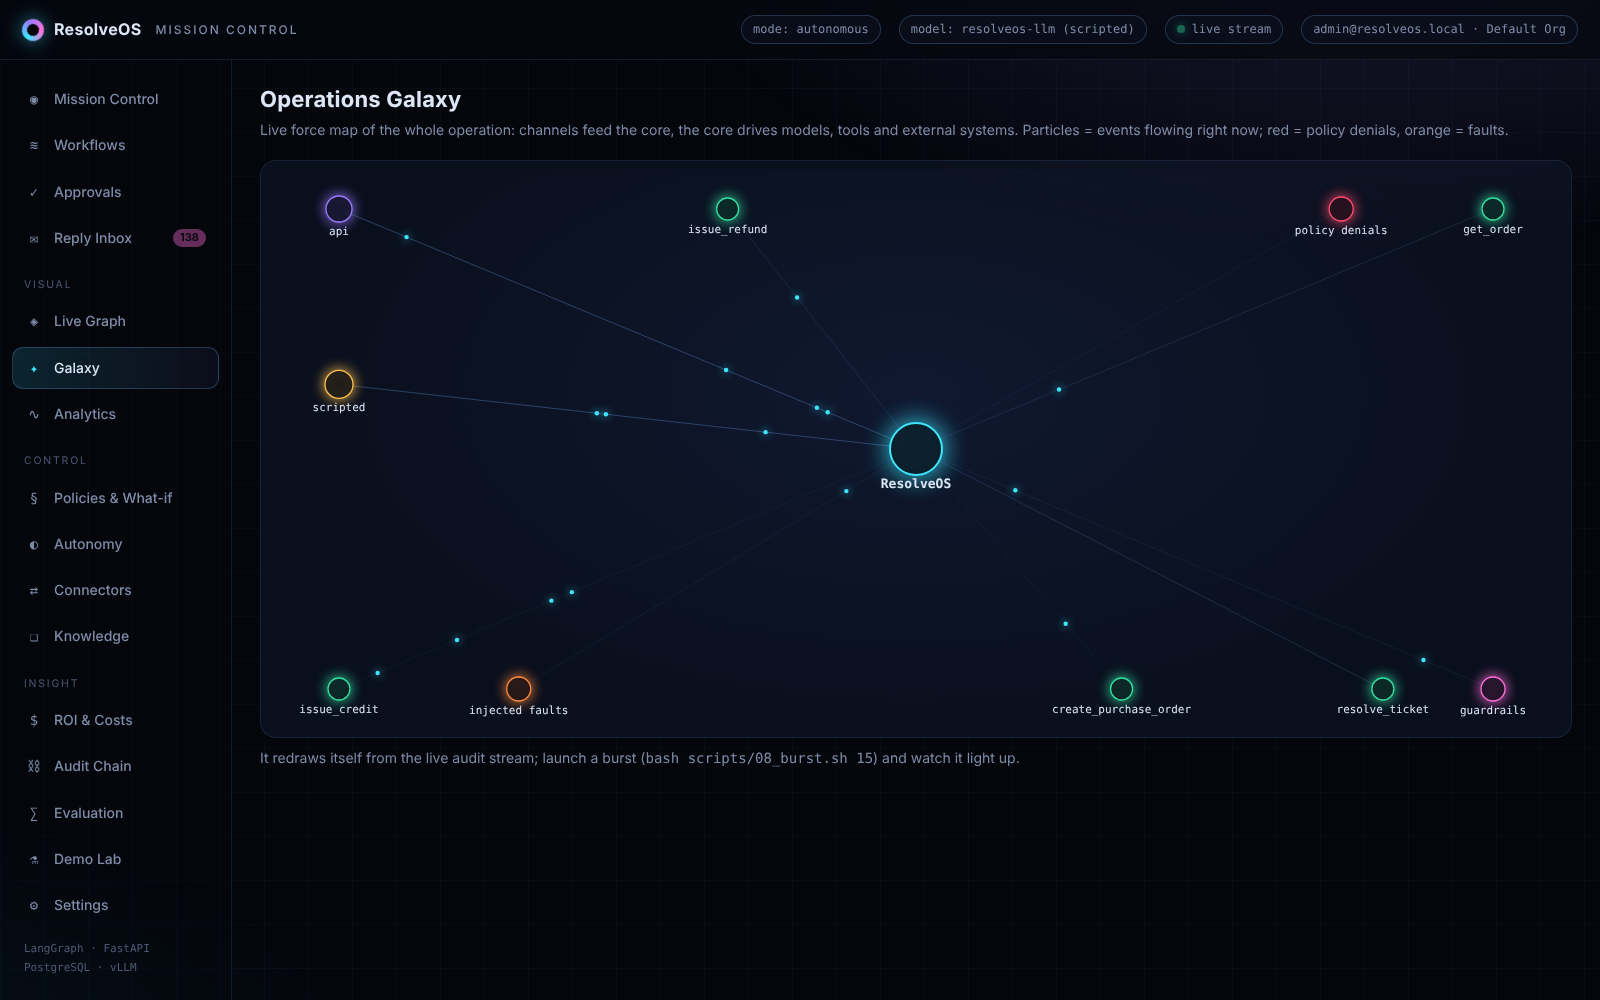 ResolveOS MISSION CONTROL
mode: autonomous
model: resolveos-llm (scripted)
live stream
admin@resolveos.local · Default Org
Mission Control
Workflows
Approvals
Reply Inbox 138
VISUAL
Live Graph
Galaxy
Analytics
CONTROL
§ Policies & What-if
Autonomy
Connectors
Knowledge
INSIGHT
$ ROI & Costs
Audit Chain
∑ Evaluation
Demo Lab
Settings
LangGraph · FastAPI
PostgreSQL · vLLM
Operations Galaxy
Live force map of the whole operation: channels feed the core, the core drives models, tools and external systems. Particles = events flowing right now; red = policy denials, orange = faults.
api
issue_refund
policy denials
get_order
scripted
ResolveOS
issue_credit
injected faults
create_purchase_order
resolve_ticket
guardrails
It redraws itself from the live audit stream; launch a burst (bash scripts/08_burst.sh 15) and watch it light up.